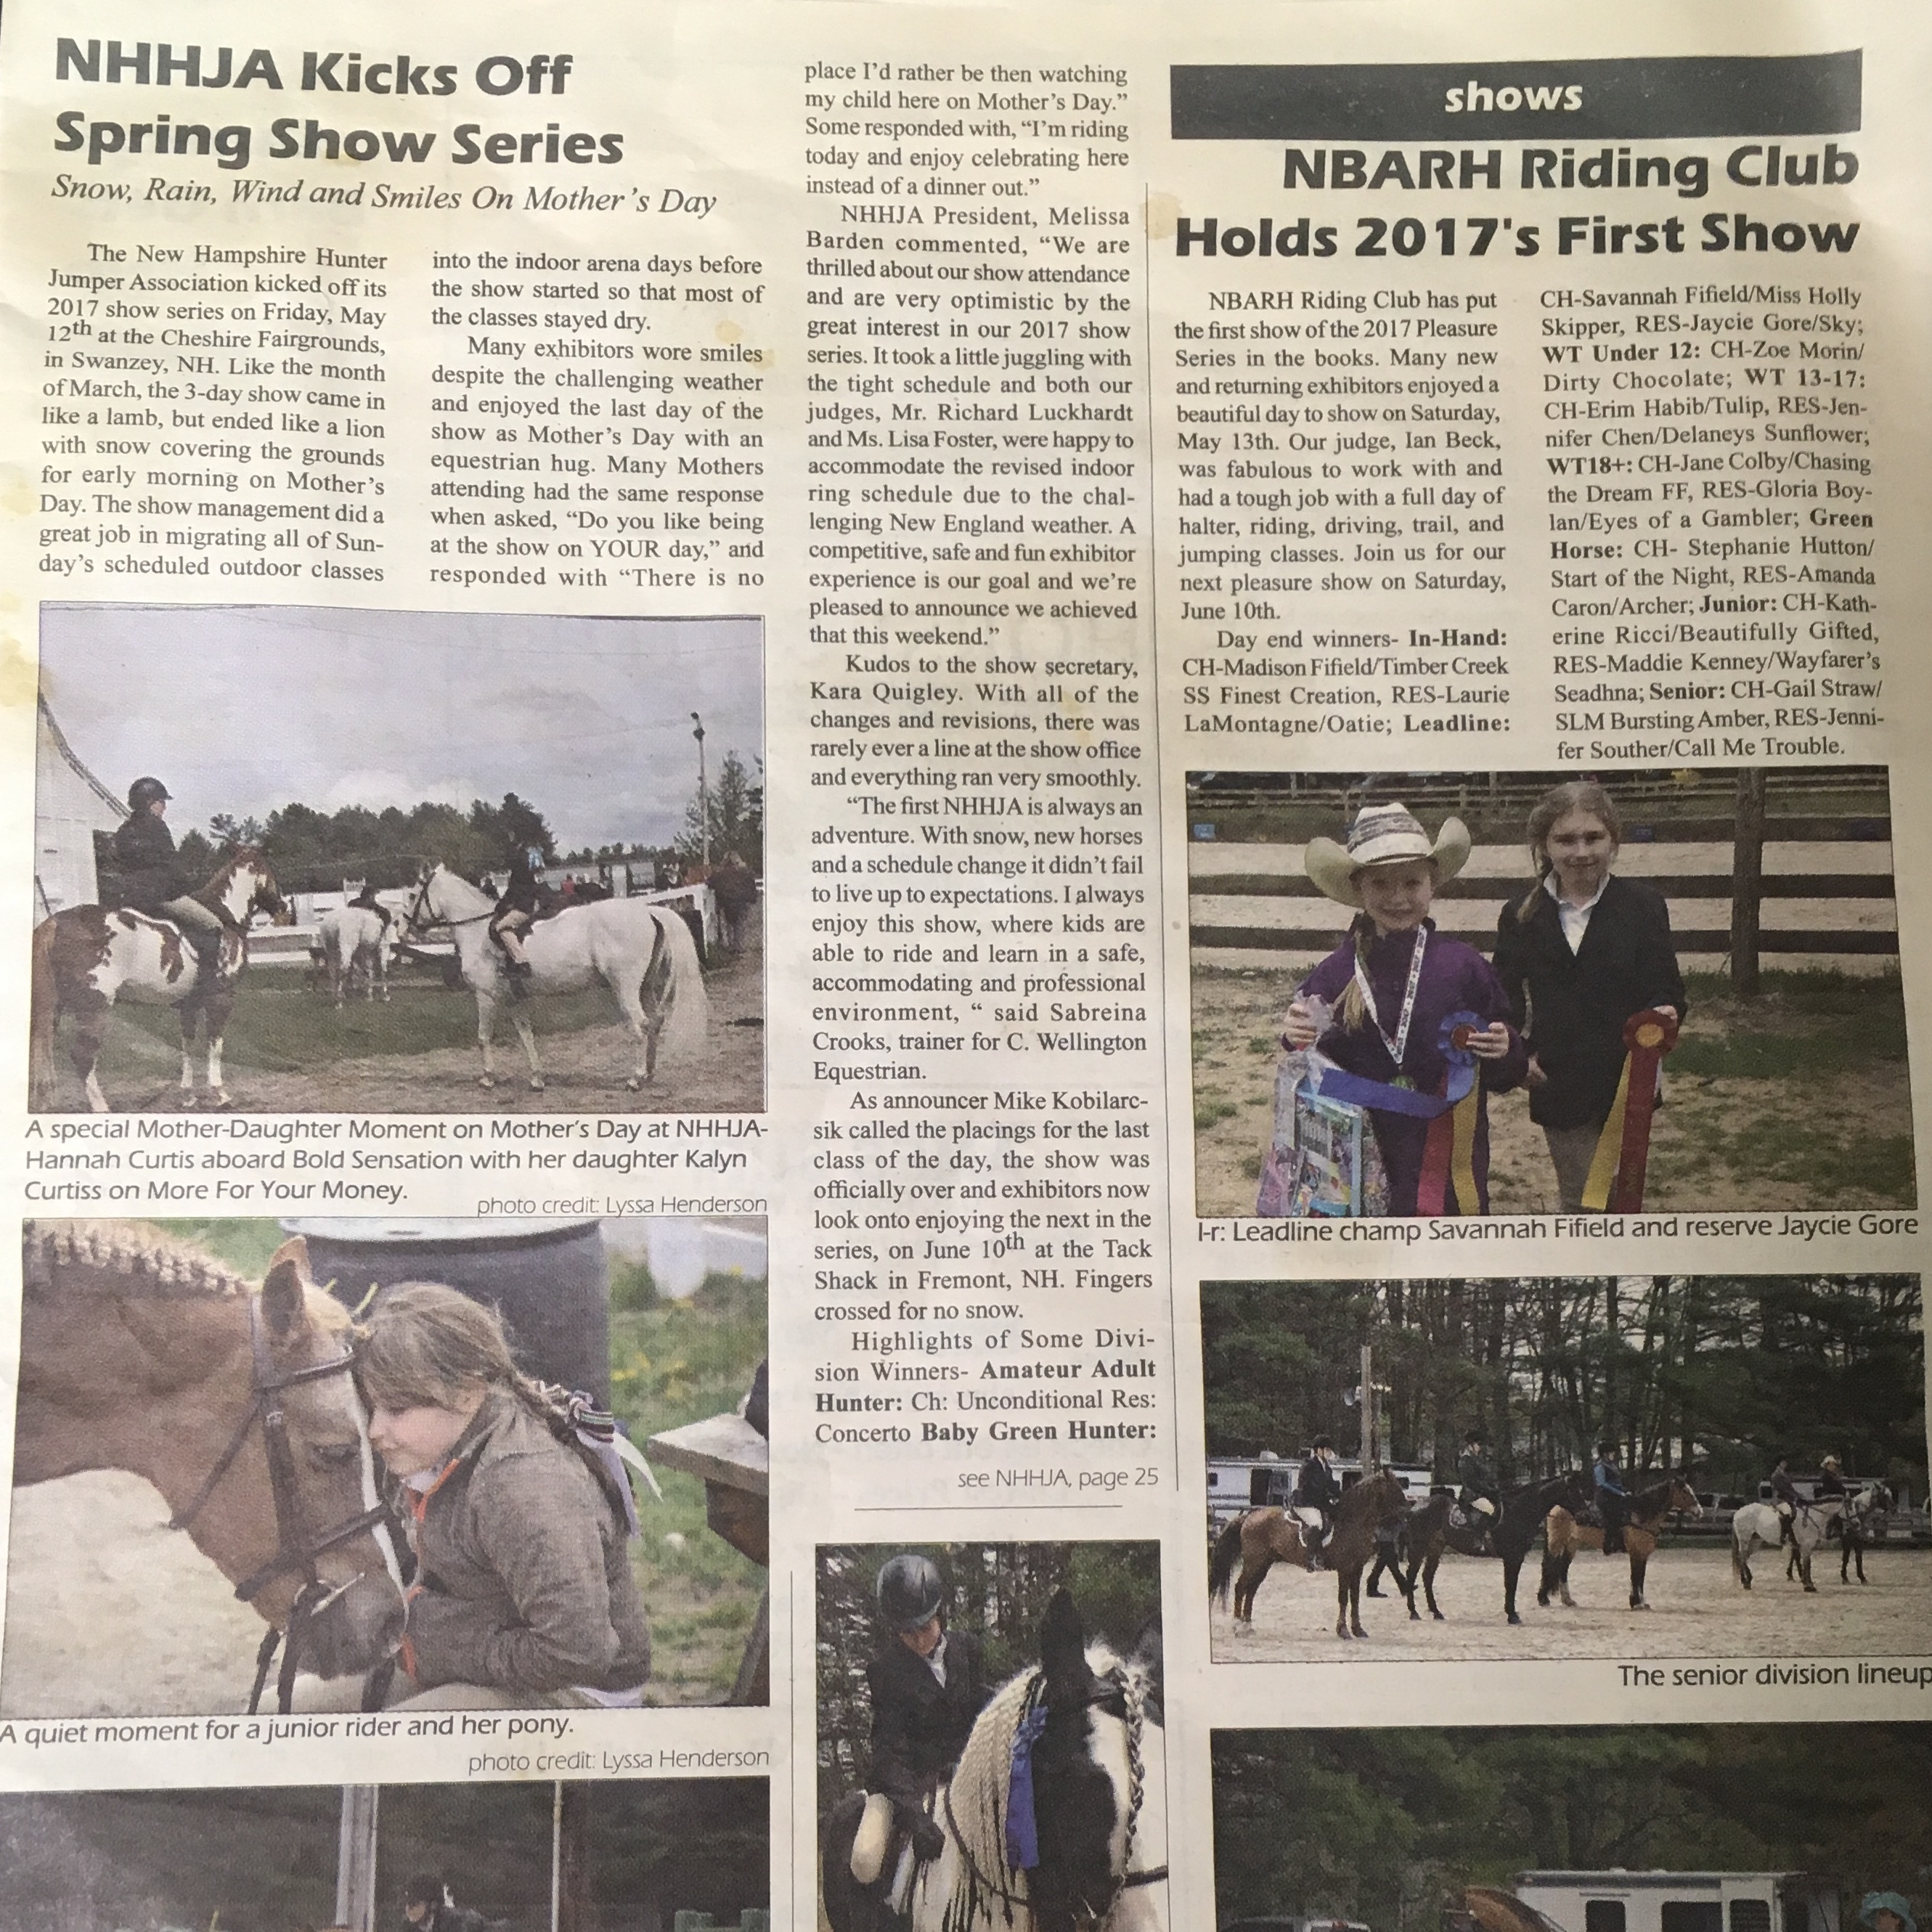 NHHJA Kicks Off
Spring Show Series
Snow, Rain, Wind and Smiles On Mother's Day
The New Hampshire Hunter
Jumper Association kicked off its
2017 show series on Friday, May
12th at the Cheshire Fairgrounds,
in Swanzey, NH. Like the month
of March, the 3-day show came in
like a lamb, but ended like a lion
with snow covering the grounds
for early morning on Mother's
Day. The show management did a
great job in migrating all of Sun-
day's scheduled outdoor classes
into the indoor arena days before
the show started so that most of
the classes stayed dry.
Many exhibitors wore smiles
despite the challenging weather
and enjoyed the last day of the
show as Mother's Day with an
equestrian hug. Many Mothers
attending had the same response
when asked, “Do you like being
at the show on YOUR day,” and
responded with “There is no
place I'd rather be then watching
my child here on Mother's Day.”
Some responded with, “I'm riding
today and enjoy celebrating here
instead of a dinner out.”
NHHJA President, Melissa
Barden commented, “We are
thrilled about our show attendance
and are very optimistic by the
great interest in our 2017 show
series. It took a little juggling with
the tight schedule and both our
judges, Mr. Richard Luckhardt
and Ms. Lisa Foster, were happy to
accommodate the revised indoor
ring schedule due to the chal-
lenging New England weather. A
competitive, safe and fun exhibitor
experience is our goal and we're
pleased to announce we achieved
that this weekend.”
Kudos to the show secretary,
Kara Quigley. With all of the
changes and revisions, there was
rarely ever a line at the show office
and everything ran very smoothly.
“The first NHHJA is always an
adventure. With snow, new horses
and a schedule change it didn't fail
to live up to expectations. I always
enjoy this show, where kids are
able to ride and learn in a safe,
accommodating and professional
environment, “ said Sabreina
Crooks, trainer for C. Wellington
Equestrian.
As announcer Mike Kobilarc-
sik called the placings for the last
class of the day, the show was
officially over and exhibitors now
look onto enjoying the next in the
series, on June 10th at the Tack
Shack in Fremont, NH. Fingers
crossed for no snow.
Highlights of Some Divi-
sion Winners- Amateur Adult
Hunter: Ch: Unconditional Res:
Concerto Baby Green Hunter:
see NHHJA, page 25
A special Mother-Daughter Moment on Mother's Day at NHHJA-
Hannah Curtis aboard Bold Sensation with her daughter Kalyn
Curtiss on More For Your Money.
photo credit: Lyssa Henderson
A quiet moment for a junior rider and her pony.
photo credit: Lyssa Henderson
shows
NBARH Riding Club
Holds 2017's First Show
NBARH Riding Club has put
the first show of the 2017 Pleasure
Series in the books. Many new
and returning exhibitors enjoyed a
beautiful day to show on Saturday,
May 13th. Our judge, Ian Beck,
was fabulous to work with and
had a tough job with a full day of
halter, riding, driving, trail, and
jumping classes. Join us for our
next pleasure show on Saturday,
June 10th.
Day end winners- In-Hand:
CH-Madison Fifield/Timber Creek
SS Finest Creation, RES-Laurie
LaMontagne/Oatie; Leadline:
CH-Savannah Fifield/Miss Holly
Skipper, RES-Jaycie Gore/Sky;
WT Under 12: CH-Zoe Morin/
Dirty Chocolate; WT 13-17:
CH-Erim Habib/Tulip, RES-Jen-
nifer Chen/Delaneys Sunflower;
WT18+: CH-Jane Colby/Chasing
the Dream FF, RES-Gloria Boy-
lan/Eyes of a Gambler; Green
Horse: CH- Stephanie Hutton/
Start of the Night, RES-Amanda
Caron/Archer; Junior: CH-Kath-
erine Ricci/Beautifully Gifted,
RES-Maddie Kenney/Wayfarer's
Seadhna; Senior: CH-Gail Straw/
SLM Bursting Amber, RES-Jenni-
fer Souther/Call Me Trouble.
l-r: Leadline champ Savannah Fifield and reserve Jaycie Gore
The senior division lineup